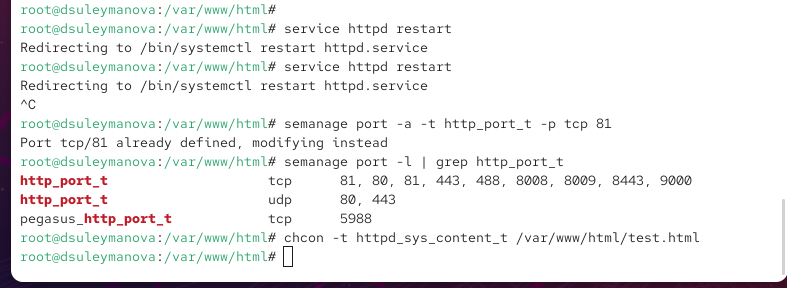 root@dsuleymanova:/var/www/html#
root@dsuleymanova:/var/www/html# service httpd restart
Redirecting to /bin/systemctl restart httpd.service
root@dsuleymanova:/var/www/html# service httpd restart
Redirecting to /bin/systemctl restart httpd.service
^C
root@dsuleymanova:/var/www/html# semanage port -a -t http_port_t -p tcp 81
Port tcp/81 already defined, modifying instead
root@dsuleymanova:/var/www/html# semanage port -l | grep http_port_t
http_port_t                    tcp      81, 80, 81, 443, 488, 8008, 8009, 8443, 9000
http_port_t                    udp      80, 443
pegasus_http_port_t            tcp      5988
root@dsuleymanova:/var/www/html# chcon -t httpd_sys_content_t /var/www/html/test.html
root@dsuleymanova:/var/www/html#